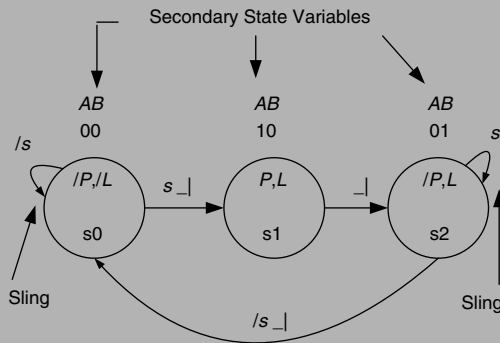 Secondary State Variables
AB AB AB
00 10 01
/s s
/P,/L s _| P,L _| /P,L
s0 s1 s2
Sling Sling
/s _|